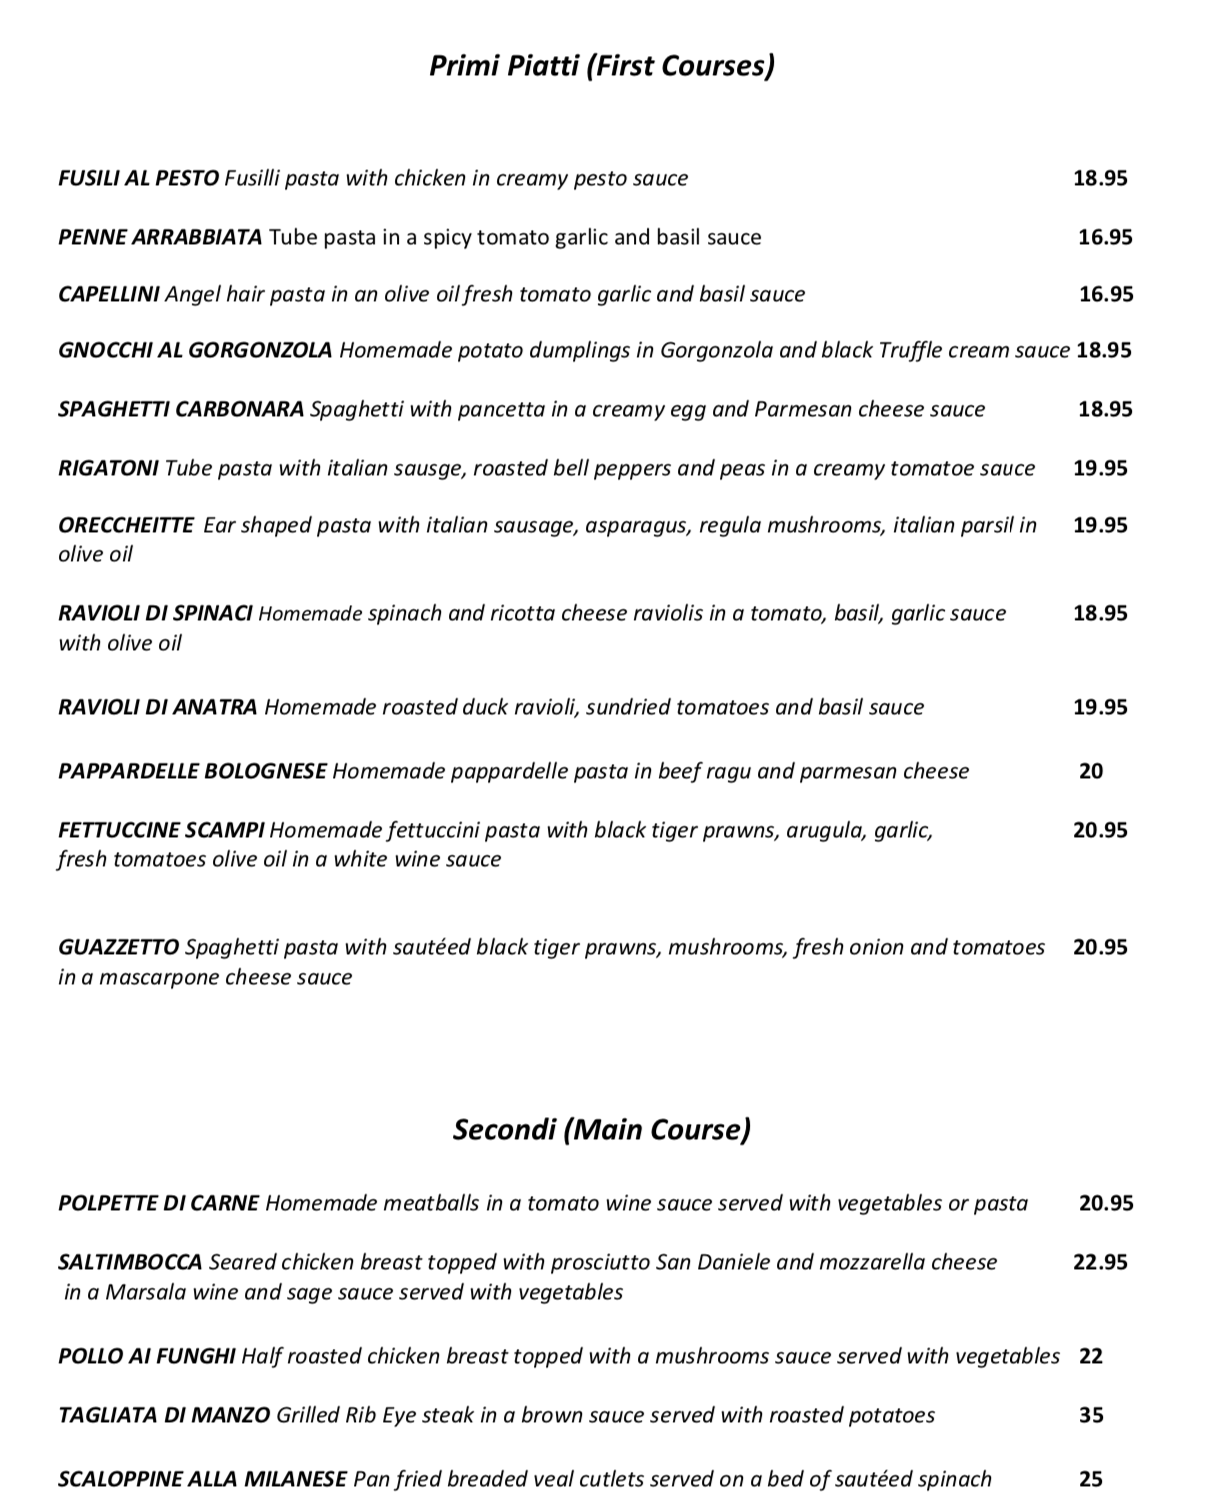 Primi Piatti (First Courses)
FUSILI AL PESTO Fusilli pasta with chicken in creamy pesto sauce 18.95
PENNE ARRABBIATA Tube pasta in a spicy tomato garlic and basil sauce 16.95
CAPELLINI Angel hair pasta in an olive oil fresh tomato garlic and basil sauce 16.95
GNOCCHI AL GORGONZOLA Homemade potato dumplings in Gorgonzola and black Truffle cream sauce 18.95
SPAGHETTI CARBONARA Spaghetti with pancetta in a creamy egg and Parmesan cheese sauce 18.95
RIGATONI Tube pasta with italian sausge, roasted bell peppers and peas in a creamy tomatoe sauce 19.95
ORECCHEITTE Ear shaped pasta with italian sausage, asparagus, regula mushrooms, italian parsil in 19.95
olive oil
RAVIOLI DI SPINACI Homemade spinach and ricotta cheese raviolis in a tomato, basil, garlic sauce 18.95
with olive oil
RAVIOLI DI ANATRA Homemade roasted duck ravioli, sundried tomatoes and basil sauce 19.95
PAPPARDELLE BOLOGNESE Homemade pappardelle pasta in beef ragu and parmesan cheese 20
FETTUCCINE SCAMPI Homemade fettuccini pasta with black tiger prawns, arugula, garlic, 20.95
fresh tomatoes olive oil in a white wine sauce
GUAZZETTO Spaghetti pasta with sautéed black tiger prawns, mushrooms, fresh onion and tomatoes 20.95
in a mascarpone cheese sauce
Secondi (Main Course)
POLPETTE DI CARNE Homemade meatballs in a tomato wine sauce served with vegetables or pasta 20.95
SALTIMBOCCA Seared chicken breast topped with prosciutto San Daniele and mozzarella cheese 22.95
in a Marsala wine and sage sauce served with vegetables
POLLO AI FUNGHI Half roasted chicken breast topped with a mushrooms sauce served with vegetables 22
TAGLIATA DI MANZO Grilled Rib Eye steak in a brown sauce served with roasted potatoes 35
SCALOPPINE ALLA MILANESE Pan fried breaded veal cutlets served on a bed of sautéed spinach 25